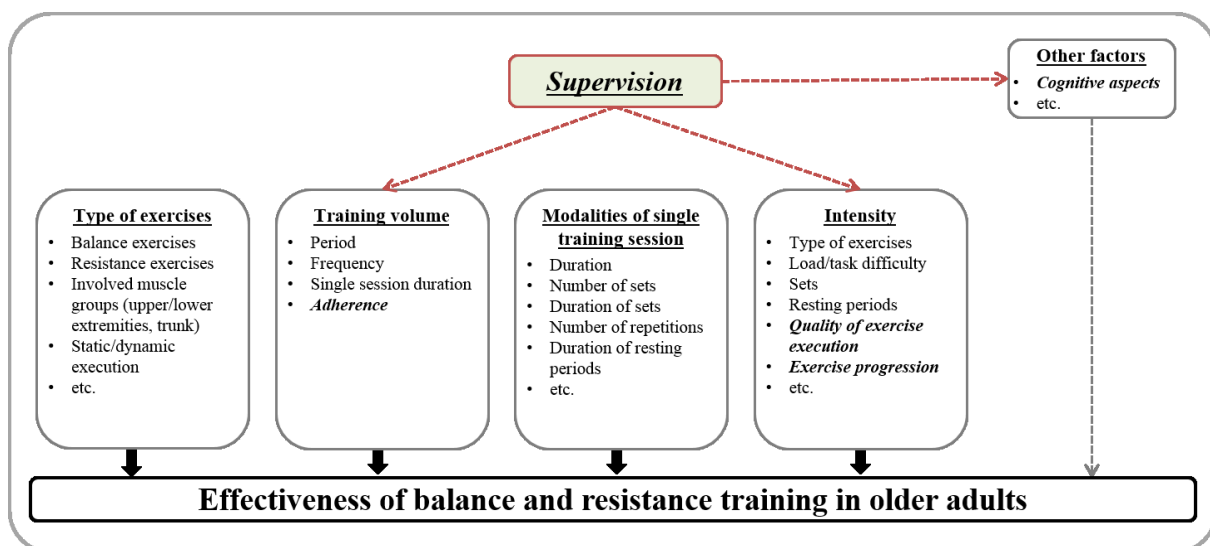 Supervision
Other factors
• Cognitive aspects
• etc.
Type of exercises
• Balance exercises
• Resistance exercises
• Involved muscle
groups (upper/lower
extremities, trunk)
• Static/dynamic
execution
• etc.
Training volume
• Period
• Frequency
• Single session duration
• Adherence
Modalities of single
training session
• Duration
• Number of sets
• Duration of sets
• Number of repetitions
• Duration of resting
periods
• etc.
Intensity
• Type of exercises
• Load/task difficulty
• Sets
• Resting periods
• Quality of exercise
execution
• Exercise progression
• etc.
Effectiveness of balance and resistance training in older adults